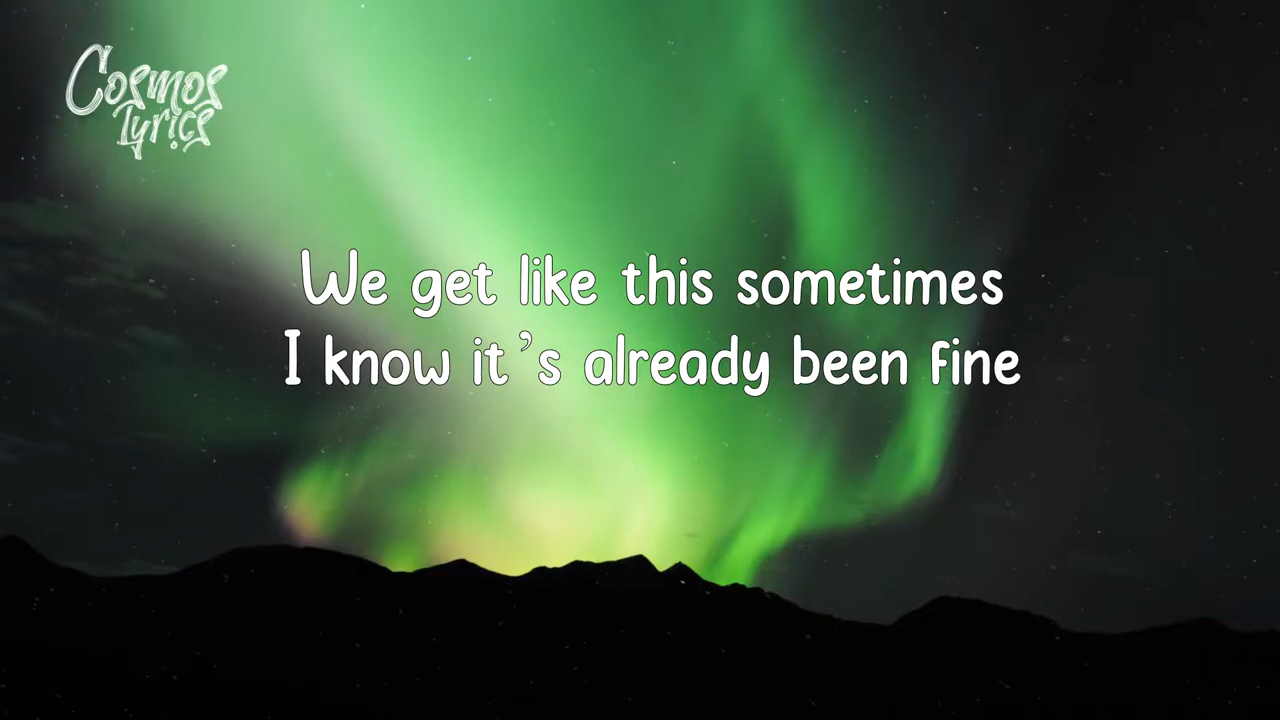 Cosmos
Lyrics
We get like this sometimes
I know it's already been fine